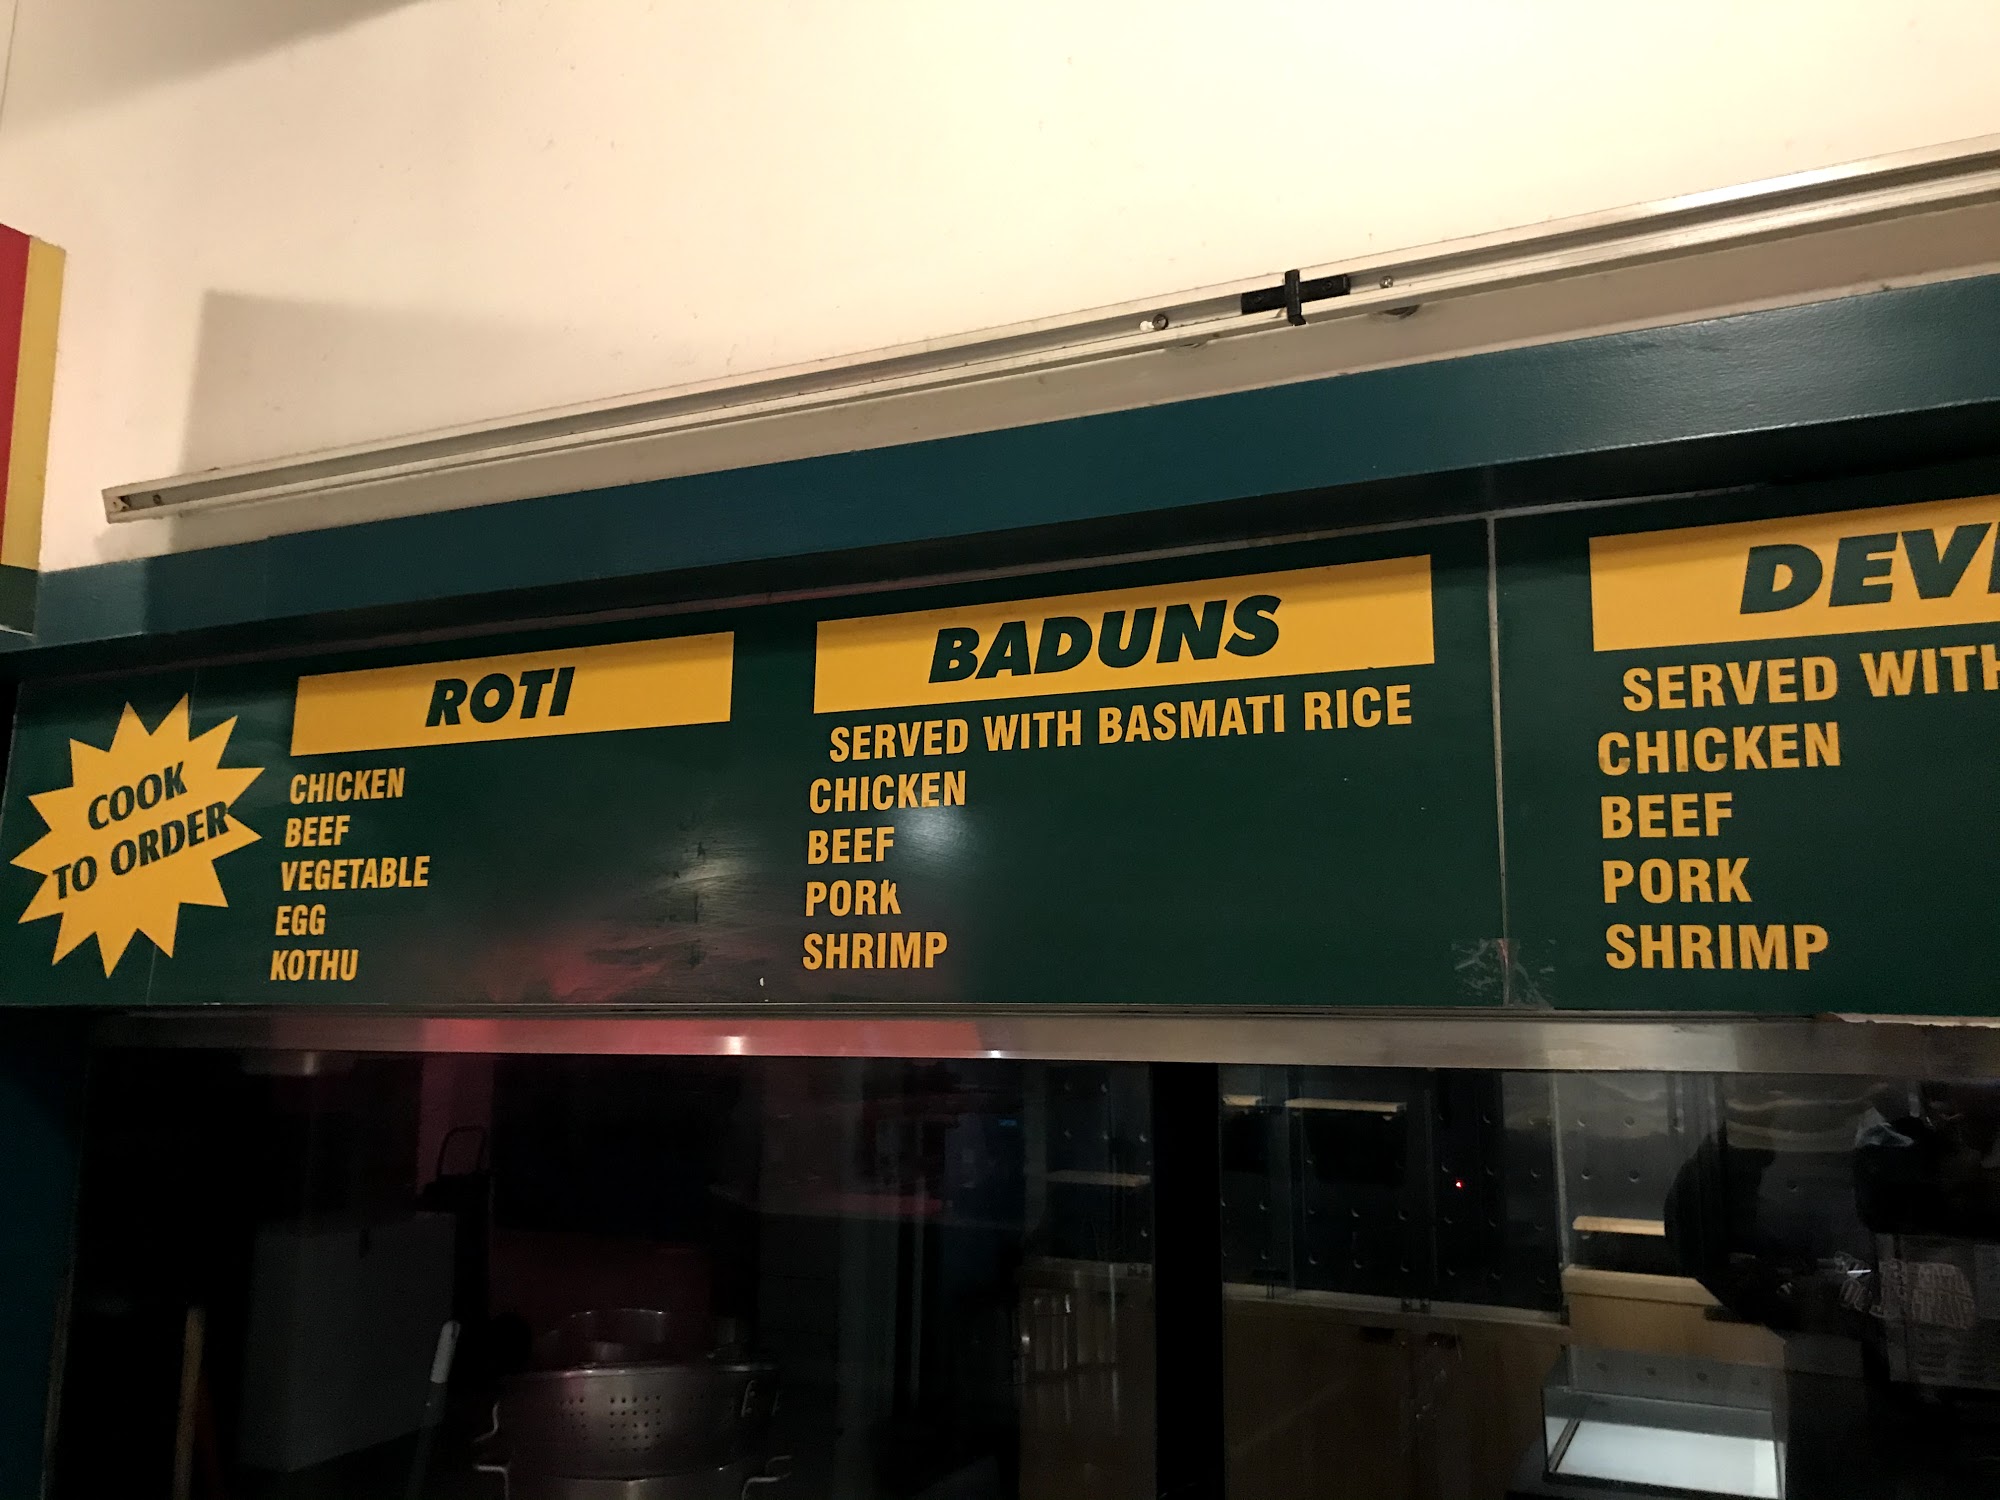 COOK
TO ORDER
ROTI
CHICKEN
BEEF
VEGETABLE
EGG
KOTHU
BADUNS
SERVED WITH BASMATI RICE
CHICKEN
BEEF
PORK
SHRIMP
DEV
SERVED WITH
CHICKEN
BEEF
PORK
SHRIMP